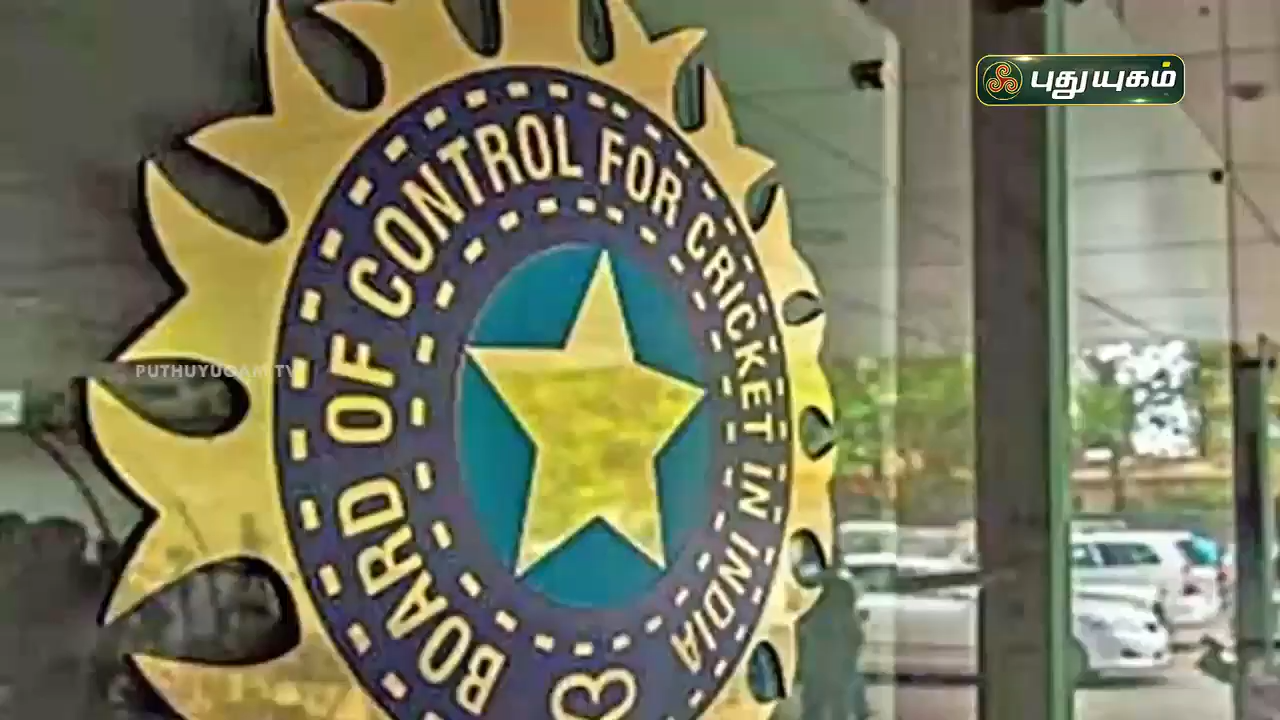 புதுயுகம்
BOARD OF CONTROL FOR CRICKET IN INDIA
PUTHUYUGAM TV